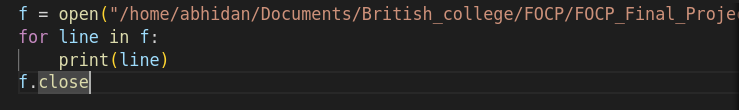 f = open("/home/abhidan/Documents/British_college/FOCP/FOCP_Final_Proje
for line in f:
    print(line)
f.close